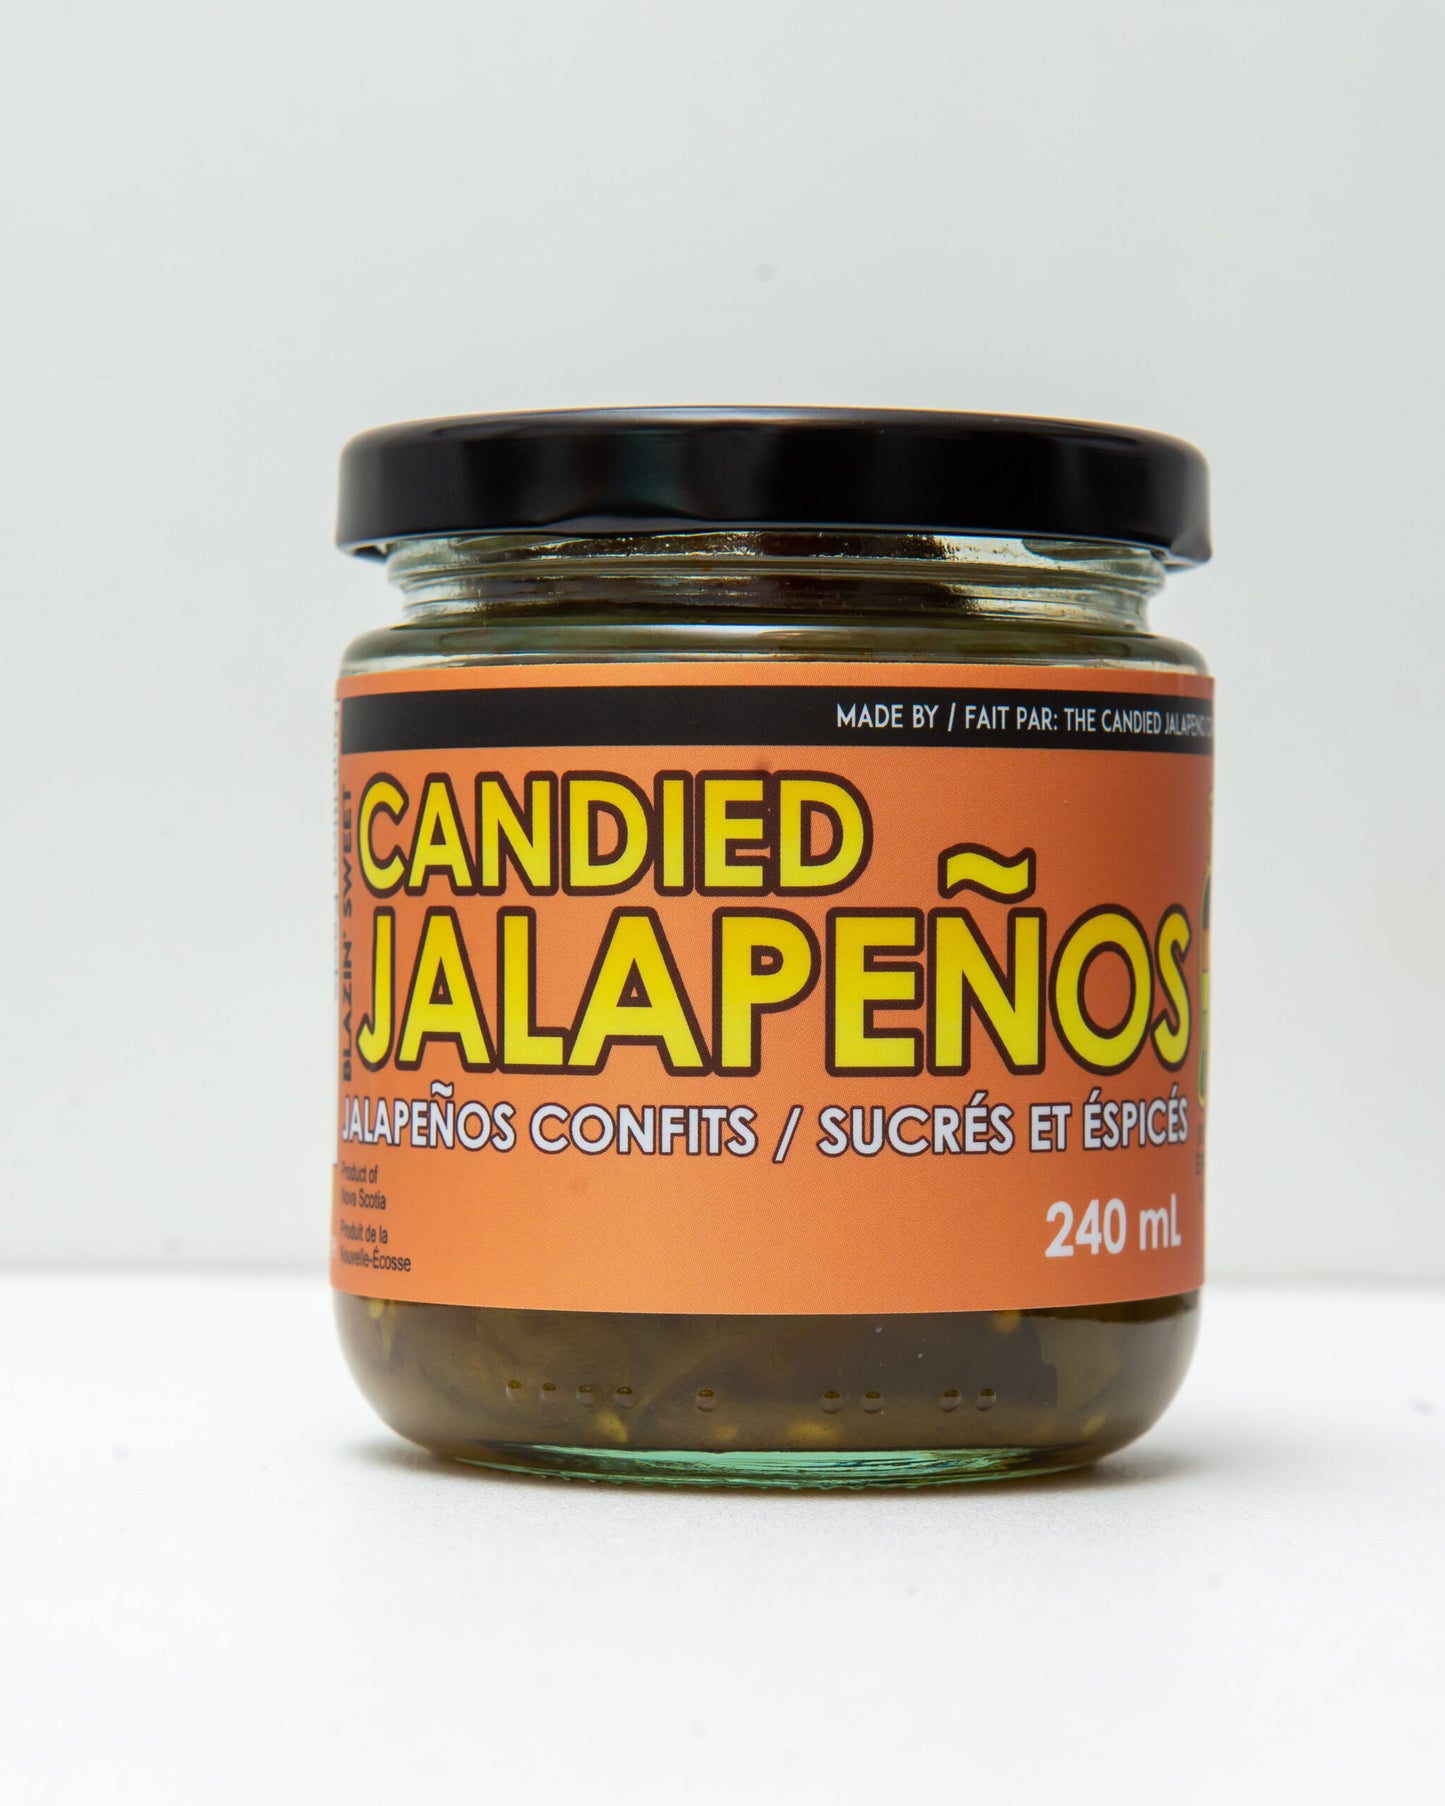 MADE BY / FAIT PAR: THE CANDIED JALAPENO
BLAZIN' SWEET
CANDIED
JALAPEÑOS
JALAPEÑOS CONFITS / SUCRÉS ET ÉSPICÉS
Product of
Nova Scotia
Produit de la
Nouvelle-Écosse
240 mL